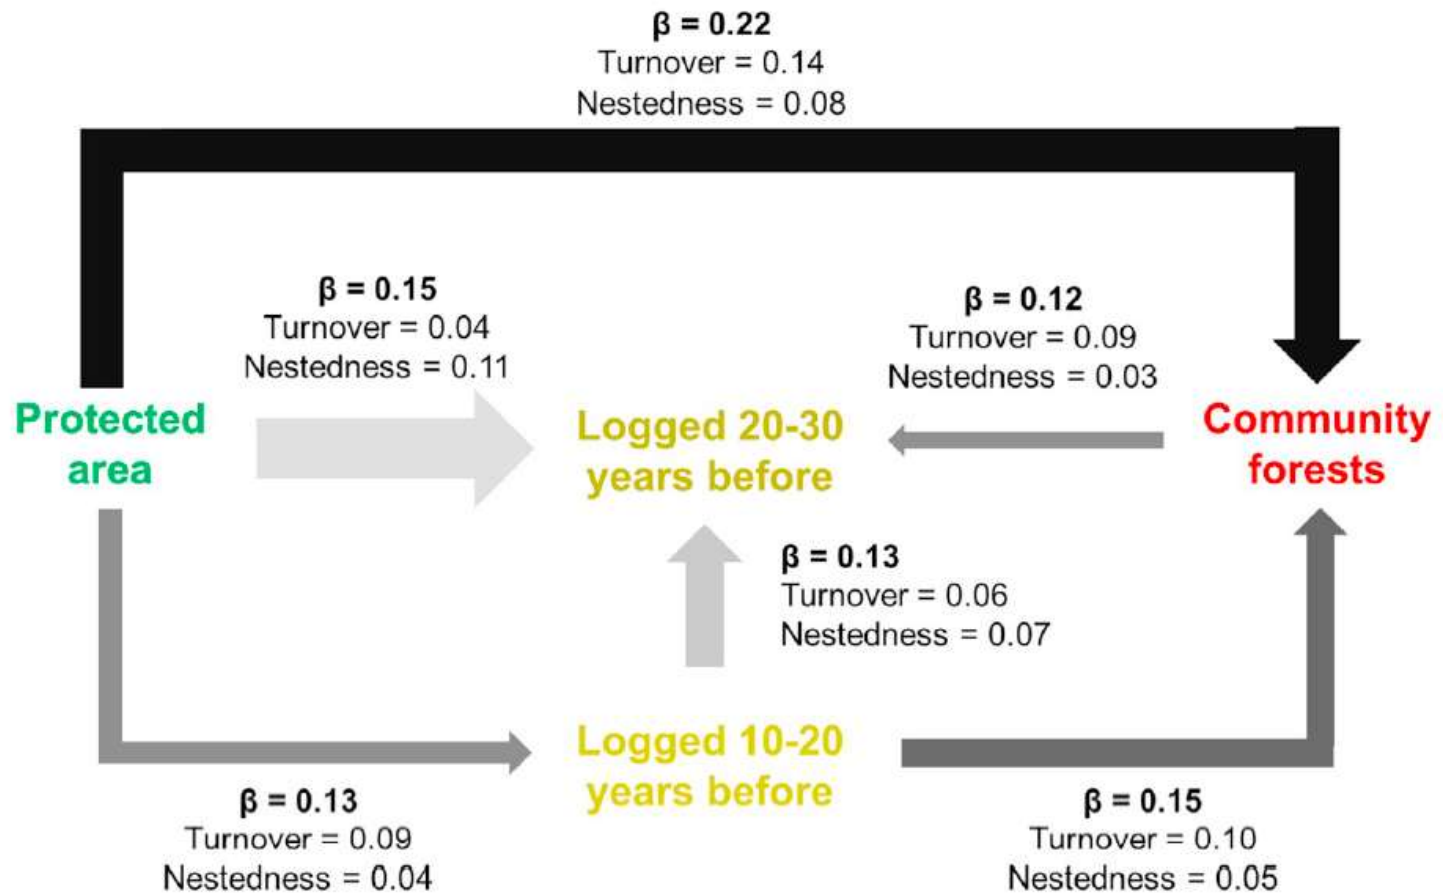 β = 0.22
Turnover = 0.14
Nestedness = 0.08
β = 0.15
Turnover = 0.04
Nestedness = 0.11
β = 0.12
Turnover = 0.09
Nestedness = 0.03
Protected
area
Logged 20-30
years before
Community
forests
β = 0.13
Turnover = 0.06
Nestedness = 0.07
Logged 10-20
years before
β = 0.13
Turnover = 0.09
Nestedness = 0.04
β = 0.15
Turnover = 0.10
Nestedness = 0.05